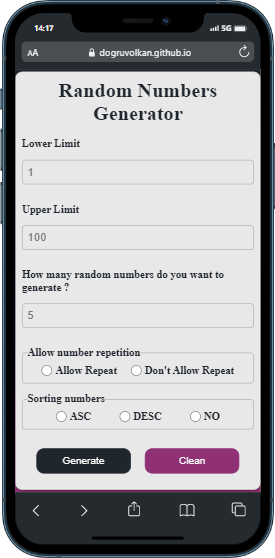 14:17
5G
AA
dogruvolkan.github.io
Random Numbers
Generator
Lower Limit
1
Upper Limit
100
How many random numbers do you want to
generate ?
5
Allow number repetition
Allow Repeat Don't Allow Repeat
Sorting numbers
ASC DESC NO
Generate Clean